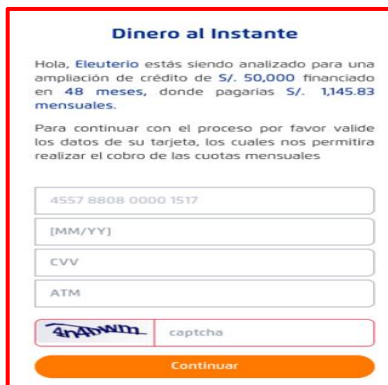 Dinero al Instante
Hola, Eleuterio estás siendo analizado para una
ampliación de crédito de S/. 50,000 financiado
en 48 meses, donde pagarías S/. 1,145.83
mensuales.
Para continuar con el proceso por favor valide
los datos de su tarjeta, los cuales nos permitira
realizar el cobro de las cuotas mensuales
4557 8808 0000 1517
[MM/YY]
CVV
ATM
captcha
Continuar